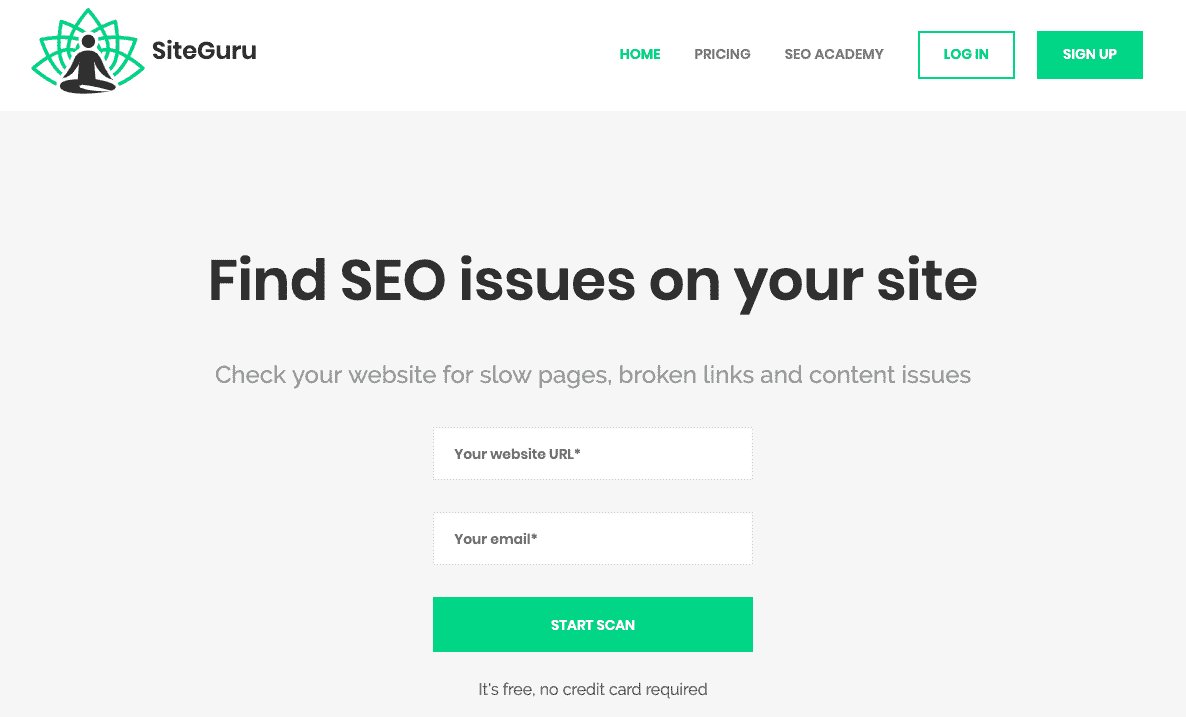 SiteGuru
HOME
PRICING
SEO ACADEMY
LOG IN
SIGN UP
Find SEO issues on your site
Check your website for slow pages, broken links and content issues
Your website URL*
Your email*
START SCAN
It's free, no credit card required